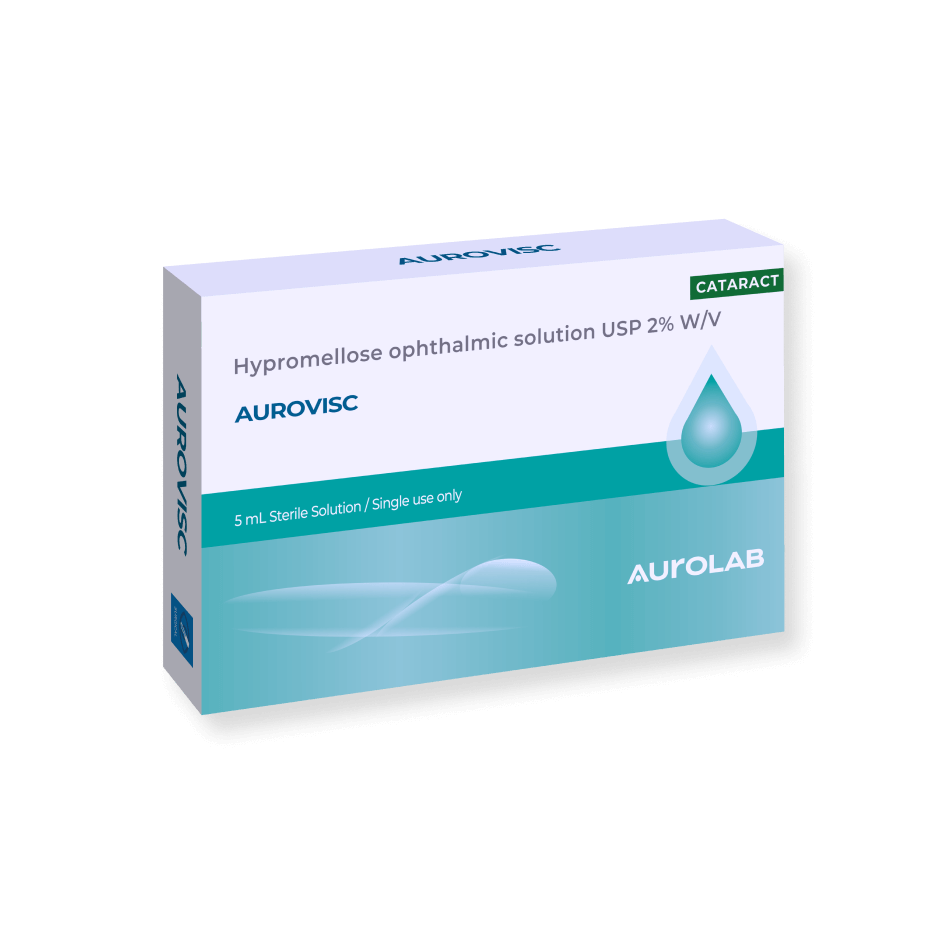 AUROVISC
CATARACT
Hypromellose ophthalmic solution USP 2% W/V
AUROVISC
5 mL Sterile Solution / Single use only
AUROLAB
AUROVISC